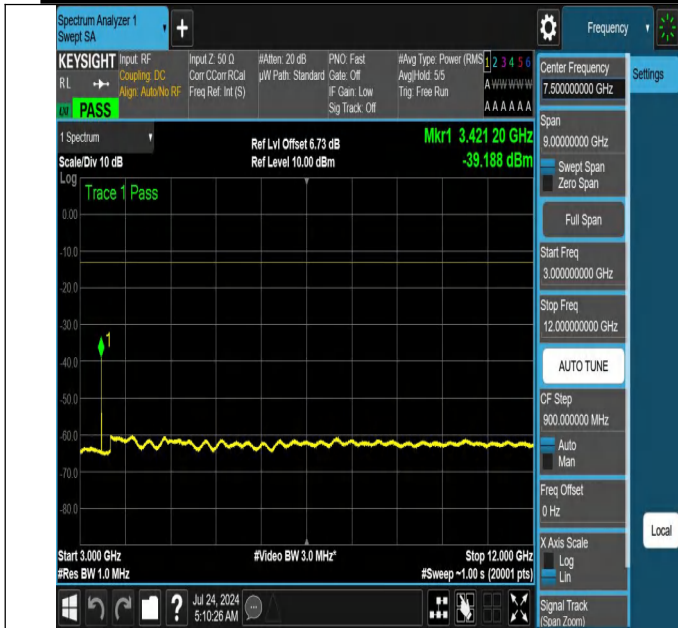 Spectrum Analyzer 1
Swept SA
+
Frequency
KEYSIGHT
RL
PASS
Input: RF
Coupling: DC
Align: Auto/No RF
Input Z: 50 Ω
Corr CCorr RCal
Freq Ref: Int (S)
#Atten: 20 dB
µW Path: Standard
PNO: Fast
Gate: Off
IF Gain: Low
Sig Track: Off
#Avg Type: Power (RMS
Avg|Hold: 5/5
Trig: Free Run
1 2 3 4 5 6
A W W W W W
A A A A A A
1 Spectrum
Scale/Div 10 dB
Ref Lvl Offset 6.73 dB
Ref Level 10.00 dBm
Mkr1 3.421 20 GHz
-39.188 dBm
Log
Trace 1 Pass
0.00
-10.0
-20.0
-30.0
1
-40.0
-50.0
-60.0
-70.0
-80.0
Start 3.000 GHz
#Res BW 1.0 MHz
#Video BW 3.0 MHz*
Stop 12.000 GHz
#Sweep ~1.00 s (20001 pts)
?
Jul 24, 2024
5:10:26 AM
Settings
Center Frequency
7.500000000 GHz
Span
9.00000000 GHz
Swept Span
Zero Span
Full Span
Start Freq
3.000000000 GHz
Stop Freq
12.000000000 GHz
AUTO TUNE
CF Step
900.000000 MHz
Auto
Man
Freq Offset
0 Hz
X Axis Scale
Log
Lin
Signal Track
(Span Zoom)
Local